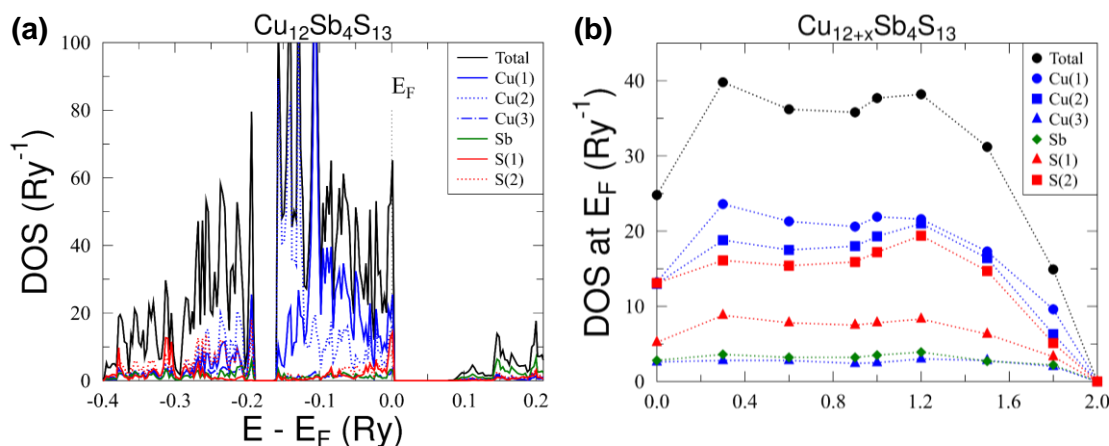 (a)
Cu12Sb4S13
100
80
60
40
20
0
DOS (Ry-1)
-0.4
-0.3
-0.2
-0.1
0.0
0.1
0.2
E - EF (Ry)
EF
Total
Cu(1)
Cu(2)
Cu(3)
Sb
S(1)
S(2)
(b)
Cu12+xSb4S13
40
30
20
10
0
DOS at EF (Ry-1)
0.0
0.4
0.8
1.2
1.6
2.0
Total
Cu(1)
Cu(2)
Cu(3)
Sb
S(1)
S(2)